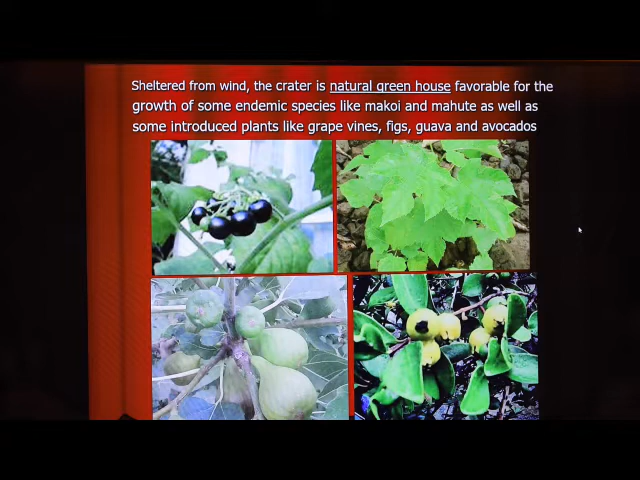 Sheltered from wind, the crater is natural green house favorable for the
growth of some endemic species like makoi and mahute as well as
some introduced plants like grape vines, figs, guava and avocados